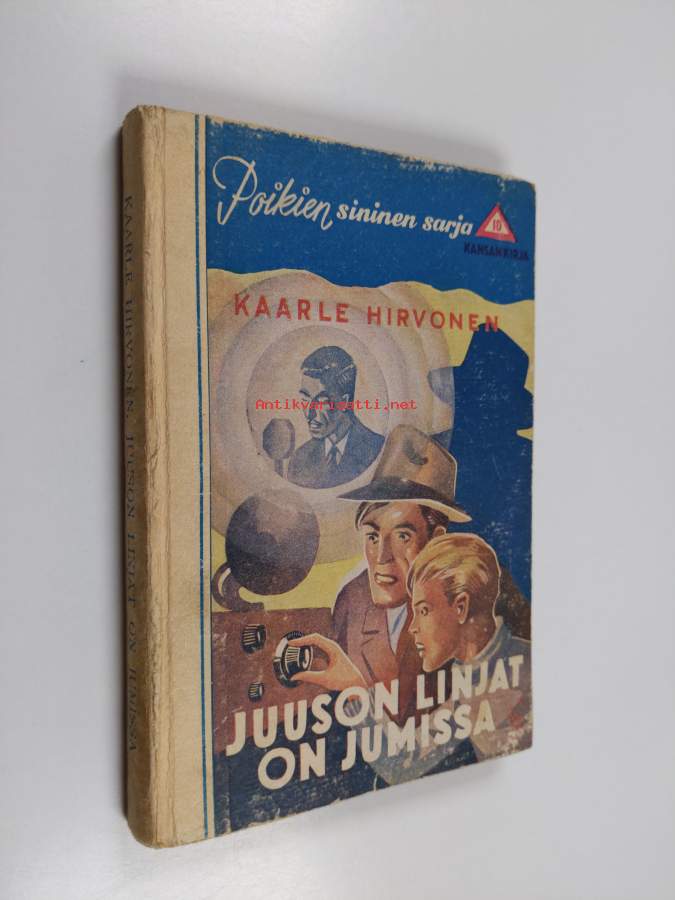 Poikien sininen sarja
10
KANSANKIRJA
KAARLE HIRVONEN
Antikvariaatti.net
JUUSON LINJAT
ON JUMISSA
KAARLE HIRVONEN, JUUSON LINJAT ON JUMISSA